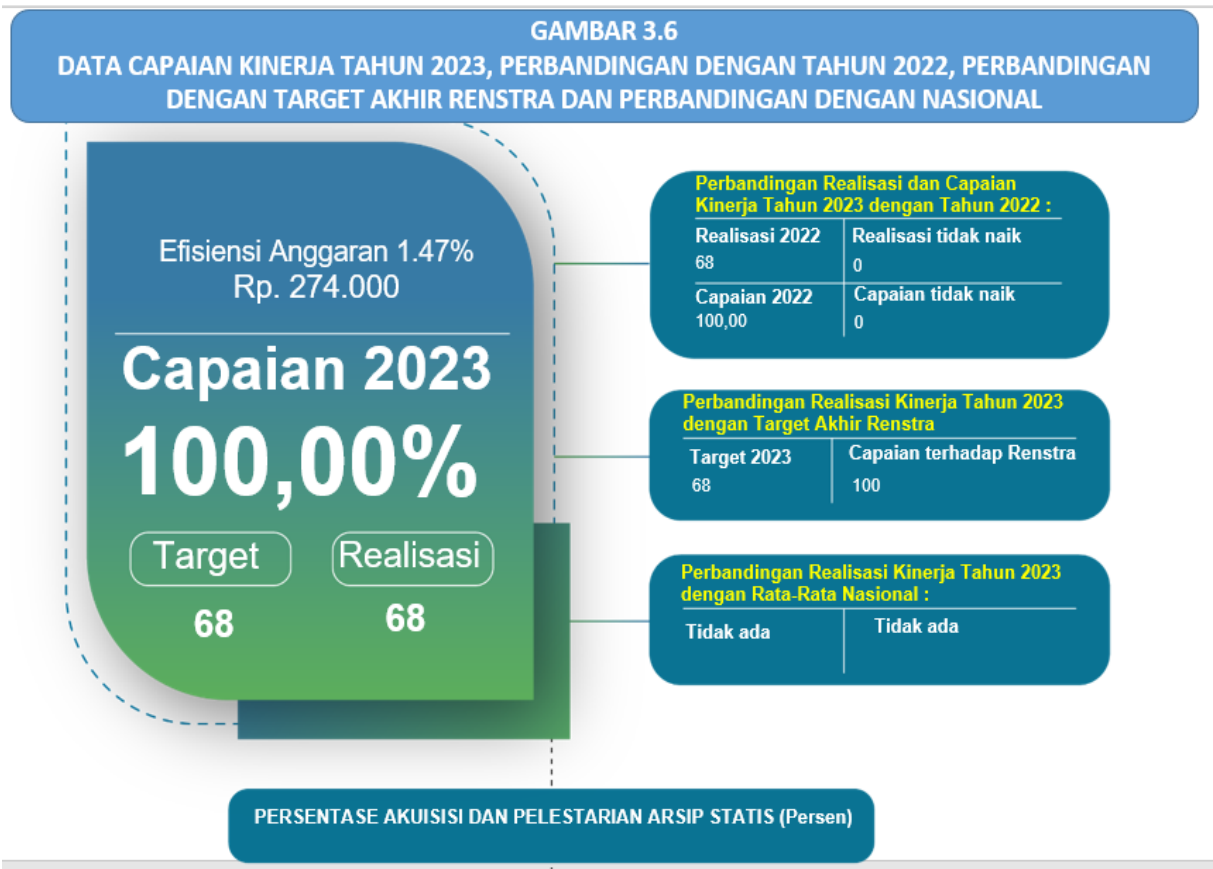 GAMBAR 3.6
DATA CAPAIAN KINERJA TAHUN 2023, PERBANDINGAN DENGAN TAHUN 2022, PERBANDINGAN
DENGAN TARGET AKHIR RENSTRA DAN PERBANDINGAN DENGAN NASIONAL
Efisiensi Anggaran 1.47%
Rp. 274.000
Capaian 2023
100,00%
Target Realisasi
68 68
Perbandingan Realisasi dan Capaian
Kinerja Tahun 2023 dengan Tahun 2022 :
Realisasi 2022 Realisasi tidak naik
68 0
Capaian 2022 Capaian tidak naik
100,00 0
Perbandingan Realisasi Kinerja Tahun 2023
dengan Target Akhir Renstra
Target 2023 Capaian terhadap Renstra
68 100
Perbandingan Realisasi Kinerja Tahun 2023
dengan Rata-Rata Nasional :
Tidak ada Tidak ada
PERSENTASE AKUISISI DAN PELESTARIAN ARSIP STATIS (Persen)